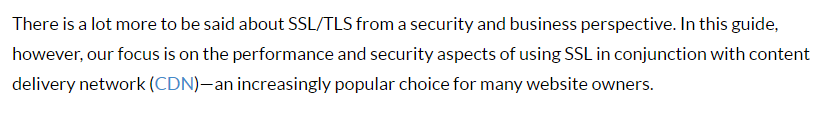 There is a lot more to be said about SSL/TLS from a security and business perspective. In this guide,
however, our focus is on the performance and security aspects of using SSL in conjunction with content
delivery network (CDN)—an increasingly popular choice for many website owners.